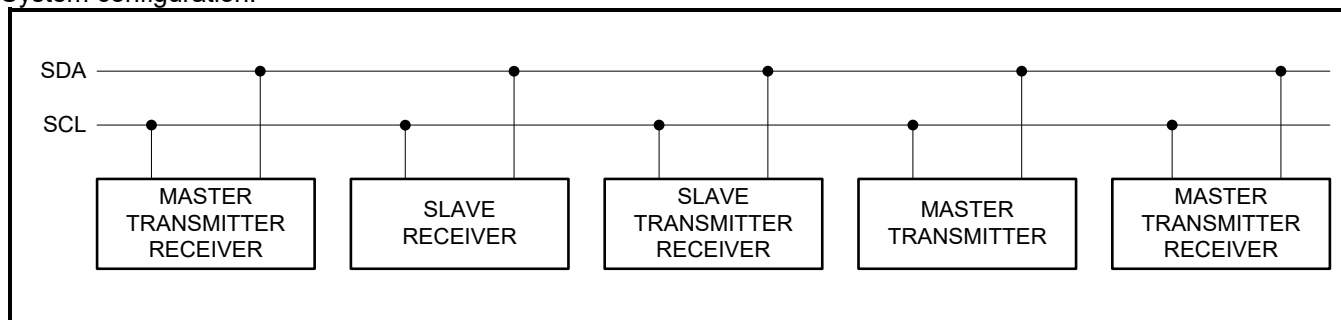 System configuration.
SDA
SCL
MASTER
TRANSMITTER
RECEIVER
SLAVE
RECEIVER
SLAVE
TRANSMITTER
RECEIVER
MASTER
TRANSMITTER
MASTER
TRANSMITTER
RECEIVER